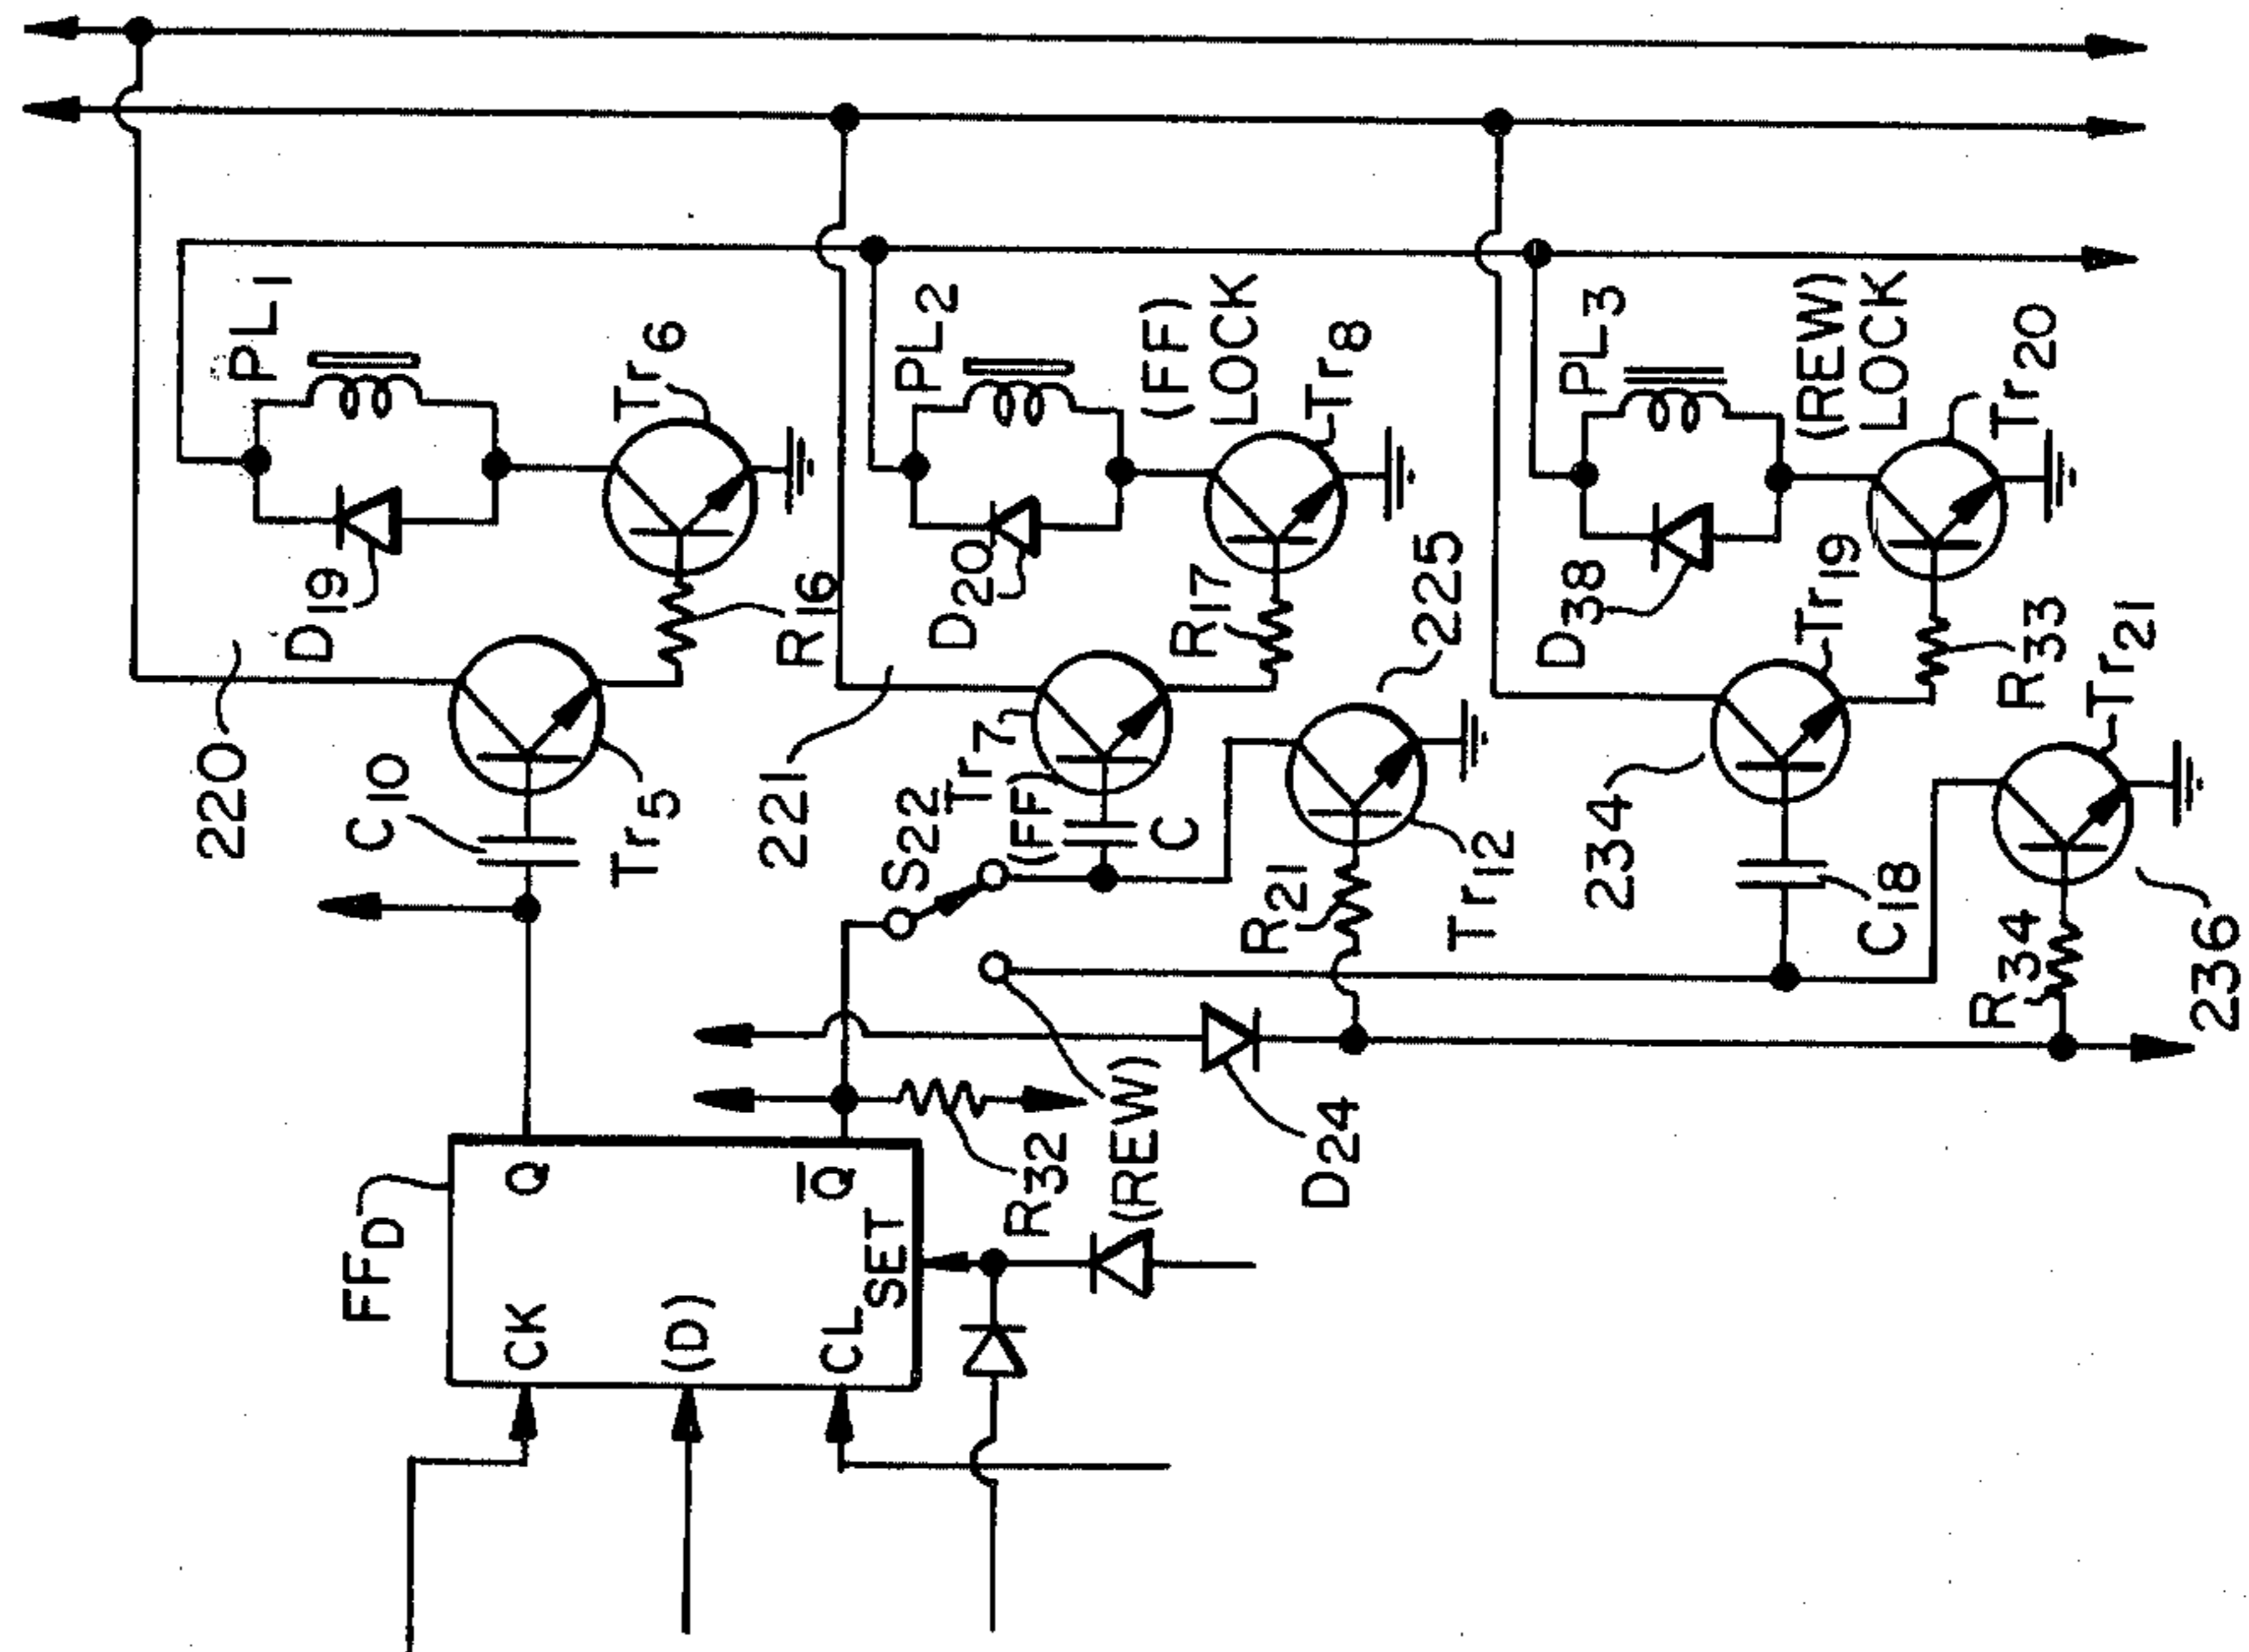 PL1
Tr6
D19
R16
220
C10
Tr5
PL2
(FF)
LOCK
Tr8
D20
R17
225
221
Tr7
S22
(FF
C
R21
Tr12
PL3
(REW)
LOCK
Tr20
D38
Tr19
R33
Tr21
234
C18
R34
236
FFD
Q
Q̅
CK
(D)
CL
SET
R32
(REW)
D24